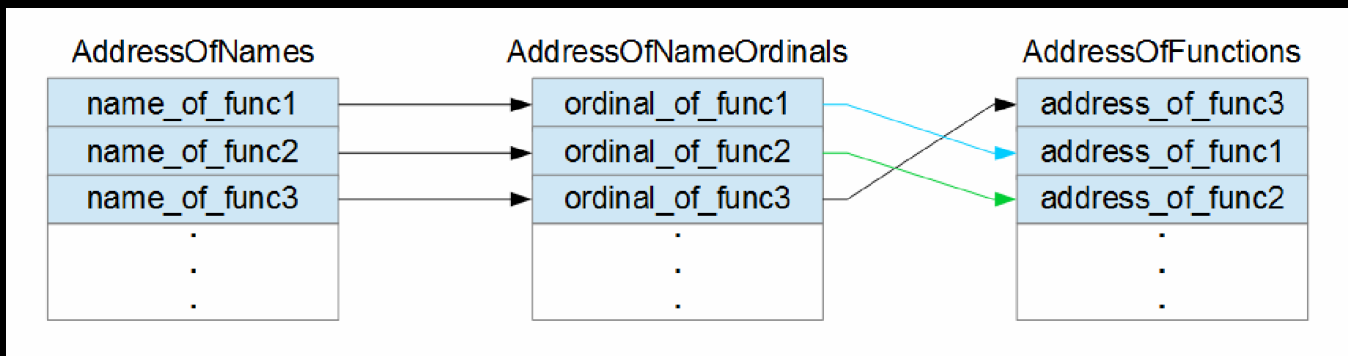 AddressOfNames AddressOfNameOrdinals AddressOfFunctions
name_of_func1 ordinal_of_func1 address_of_func3
name_of_func2 ordinal_of_func2 address_of_func1
name_of_func3 ordinal_of_func3 address_of_func2
. . .
. . .
. . .